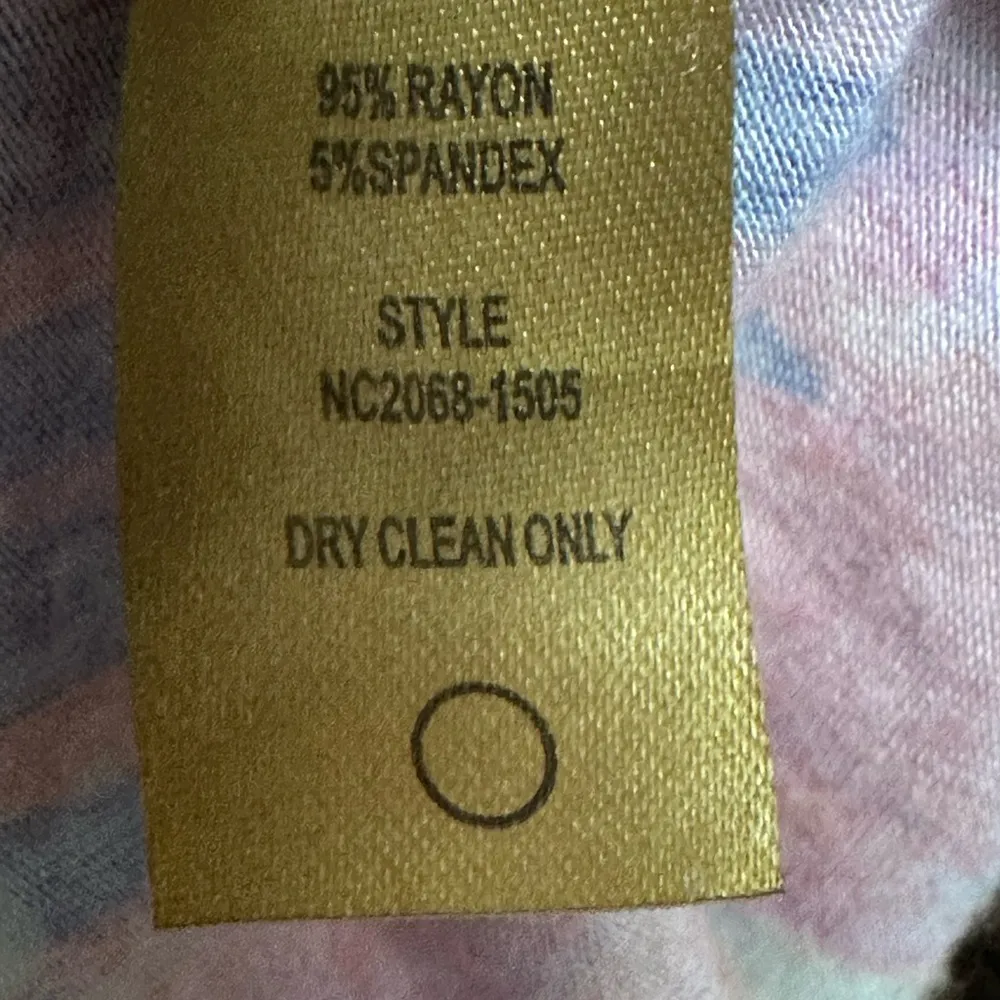 95% RAYON
5%SPANDEX
STYLE
NC2068-1505
DRY CLEAN ONLY